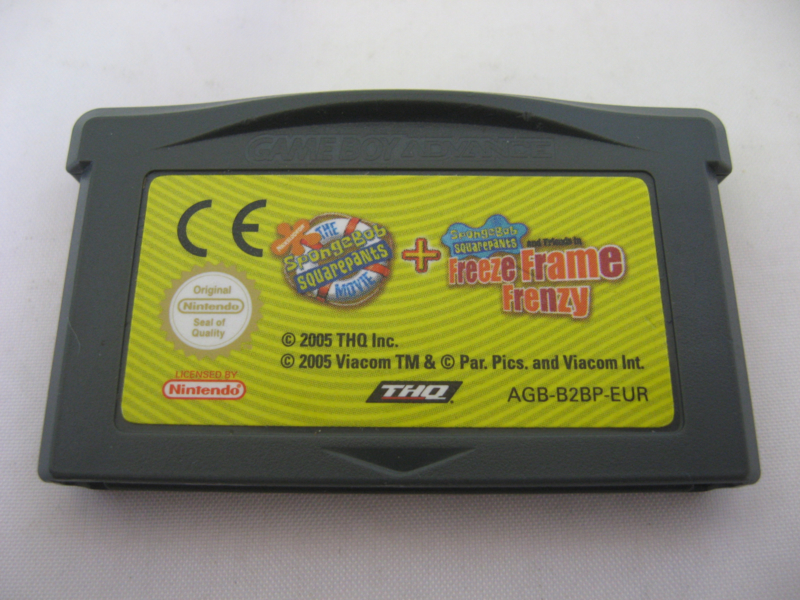 GAME BOY ADVANCE
CE
Nickelodeon
THE
SpongeBob
SQUAREPANTS
MOVIE
+
SpongeBob
SQUAREPANTS
and Friends in
Freeze Frame
Frenzy
Original
Nintendo
Seal of
Quality
© 2005 THQ Inc.
© 2005 Viacom TM & © Par. Pics. and Viacom Int.
LICENSED BY
Nintendo
THQ
AGB-B2BP-EUR